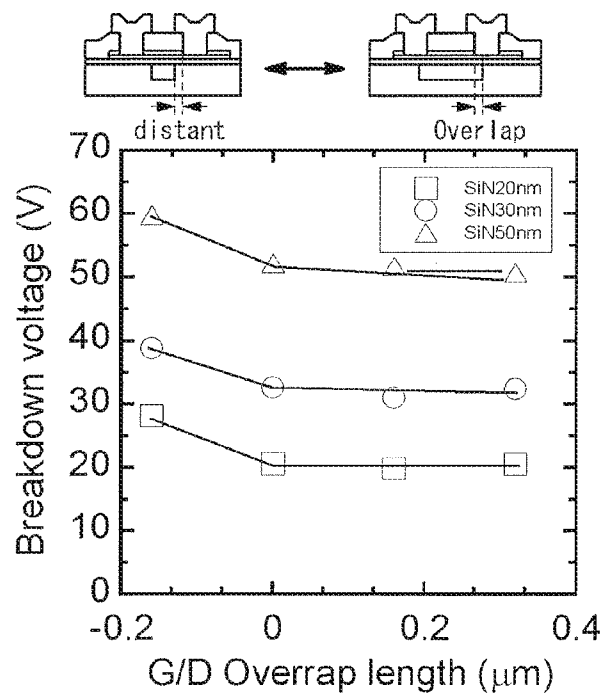 distant
Overlap
70
60
50
40
30
20
10
0
SiN20nm
SiN30nm
SiN50nm
Breakdown voltage (V)
-0.2
0
0.2
0.4
G/D Overrap length (μm)